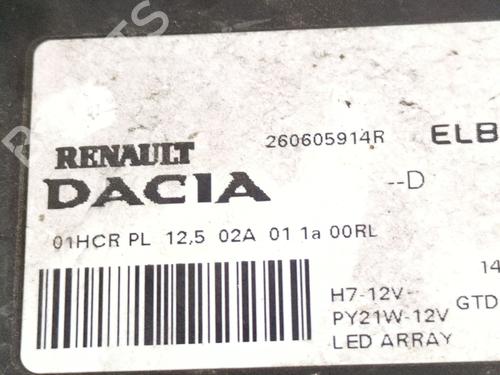 RENAULT
DACIA
260605914R
ELB
--D
01HCR PL 12,5 02A 01 1a 00RL
14
H7-12V--
PY21W-12V
GTD
LED ARRAY